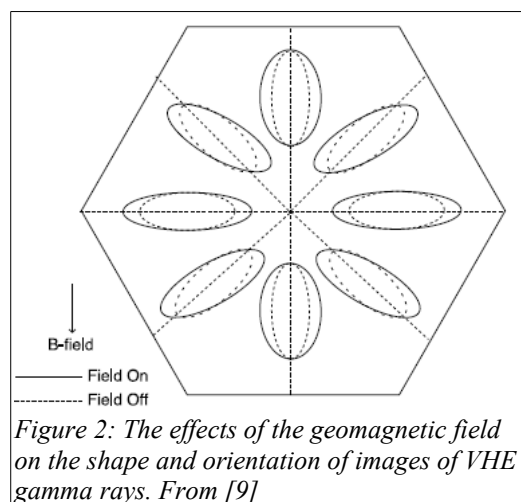 B-field
Field On
Field Off
Figure 2: The effects of the geomagnetic field
on the shape and orientation of images of VHE
gamma rays. From [9]